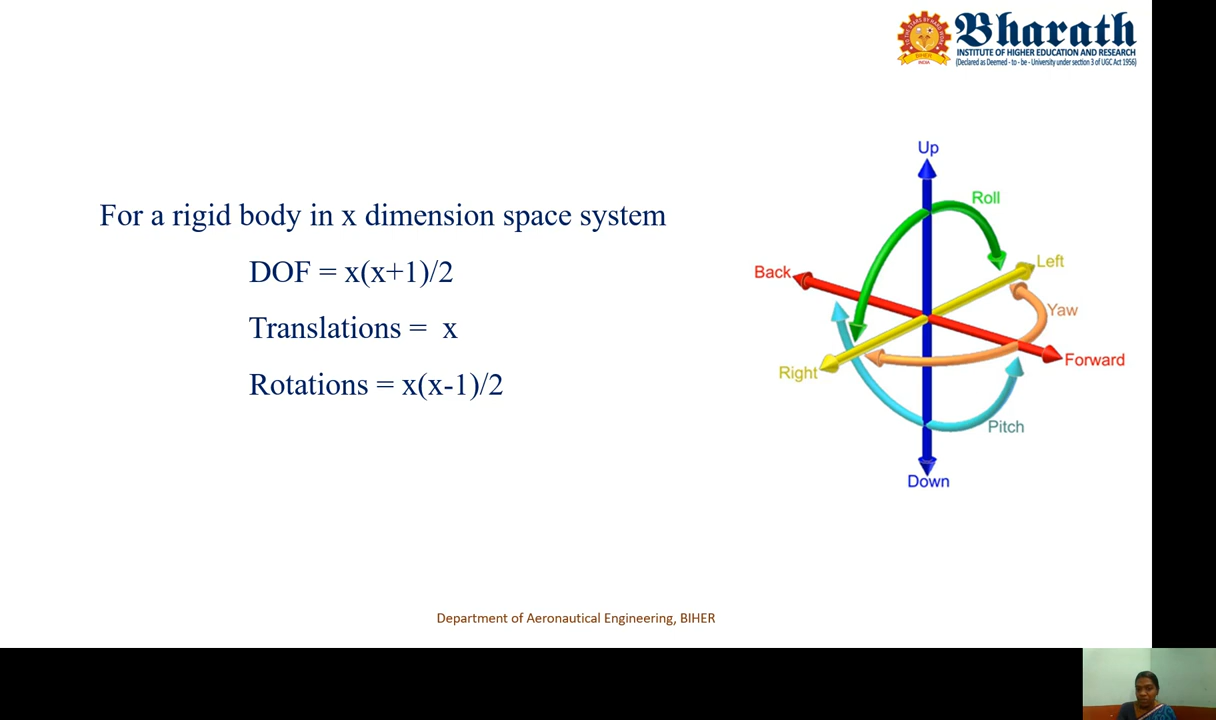 Bharath
INSTITUTE OF HIGHER EDUCATION AND RESEARCH
(Declared as Deemed - to - be - University under section 3 of UGC Act 1956)
BIHER
INDIA
For a rigid body in x dimension space system
DOF = x(x+1)/2
Translations = x
Rotations = x(x-1)/2
Up
Roll
Left
Back
Yaw
Forward
Right
Pitch
Down
Department of Aeronautical Engineering, BIHER